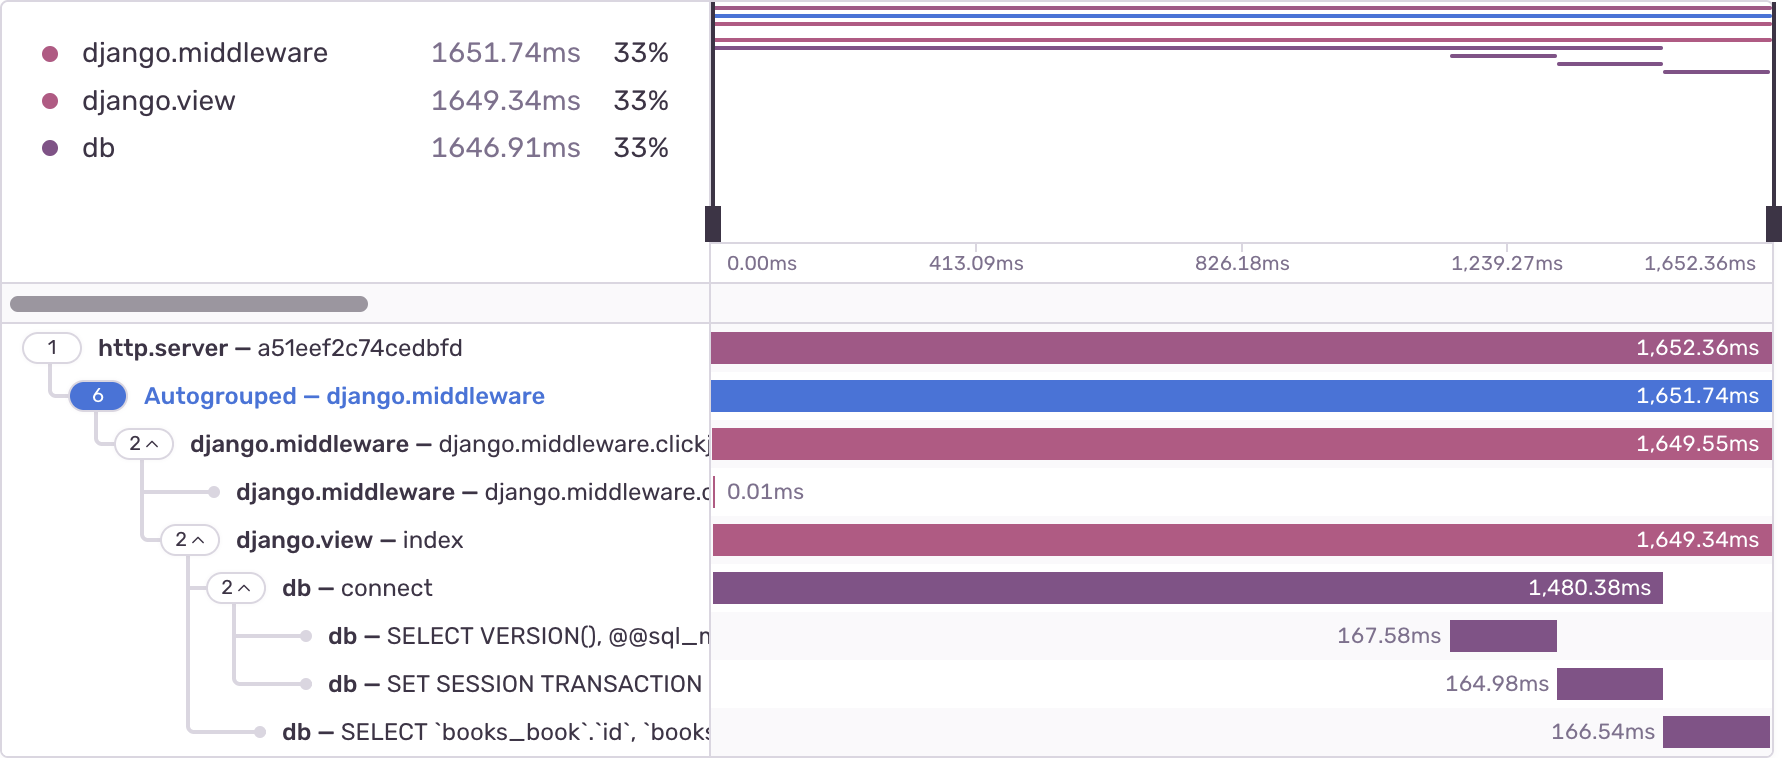 django.middleware 1651.74ms 33%
django.view 1649.34ms 33%
db 1646.91ms 33%
0.00ms 413.09ms 826.18ms 1,239.27ms 1,652.36ms
1 http.server — a51eef2c74cedbfd 1,652.36ms
6 Autogrouped — django.middleware 1,651.74ms
2 django.middleware — django.middleware.clickj 1,649.55ms
django.middleware — django.middleware.c 0.01ms
2 django.view — index 1,649.34ms
2 db — connect 1,480.38ms
db — SELECT VERSION(), @@sql_m 167.58ms
db — SET SESSION TRANSACTION 164.98ms
db — SELECT `books_book`.`id`, `books 166.54ms